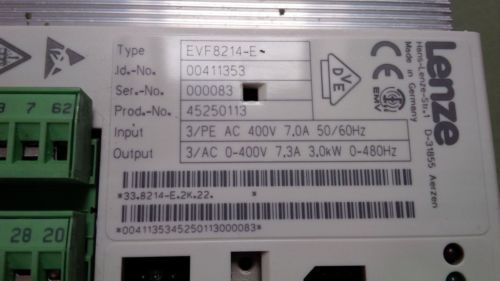 Type EVF8214-E-
Id.-No. 00411353
Ser.-No. 000083
Prod.-No. 45250113
Input 3/PE AC 400V 7,0A 50/60Hz
Output 3/AC 0-400V 7,3A 3.0kW 0-480Hz
*33.8214-E.2K.22. *
*0041135345250113000083*
VDE
EMV
Lenze
Hans-Lenze-Str.1 D-31855 Aerzen
Made in Germany
7 62
28 20